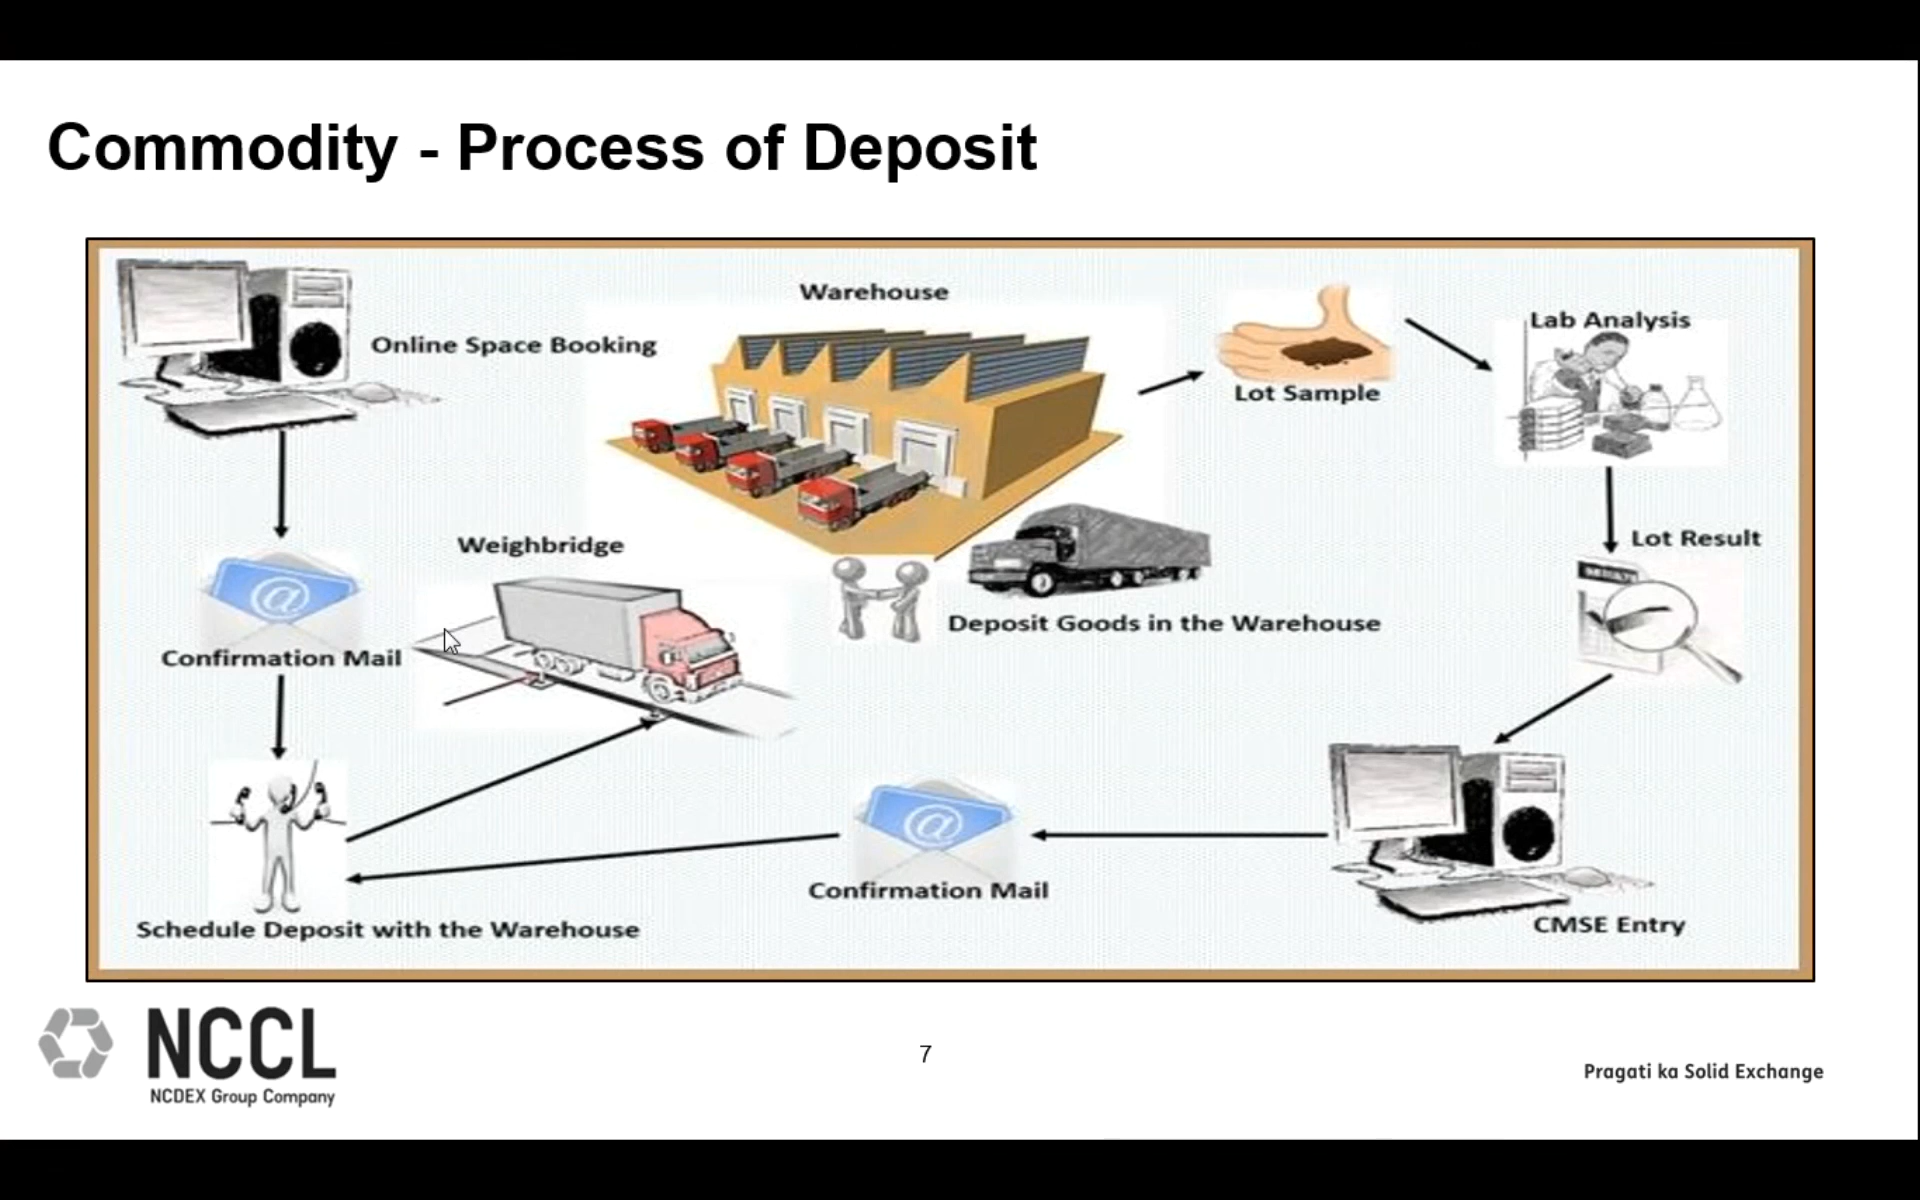 Commodity - Process of Deposit
Online Space Booking
Warehouse
Lot Sample
Lab Analysis
Confirmation Mail
Weighbridge
Deposit Goods in the Warehouse
Lot Result
Schedule Deposit with the Warehouse
Confirmation Mail
CMSE Entry
NCCL
NCDEX Group Company
7
Pragati ka Solid Exchange